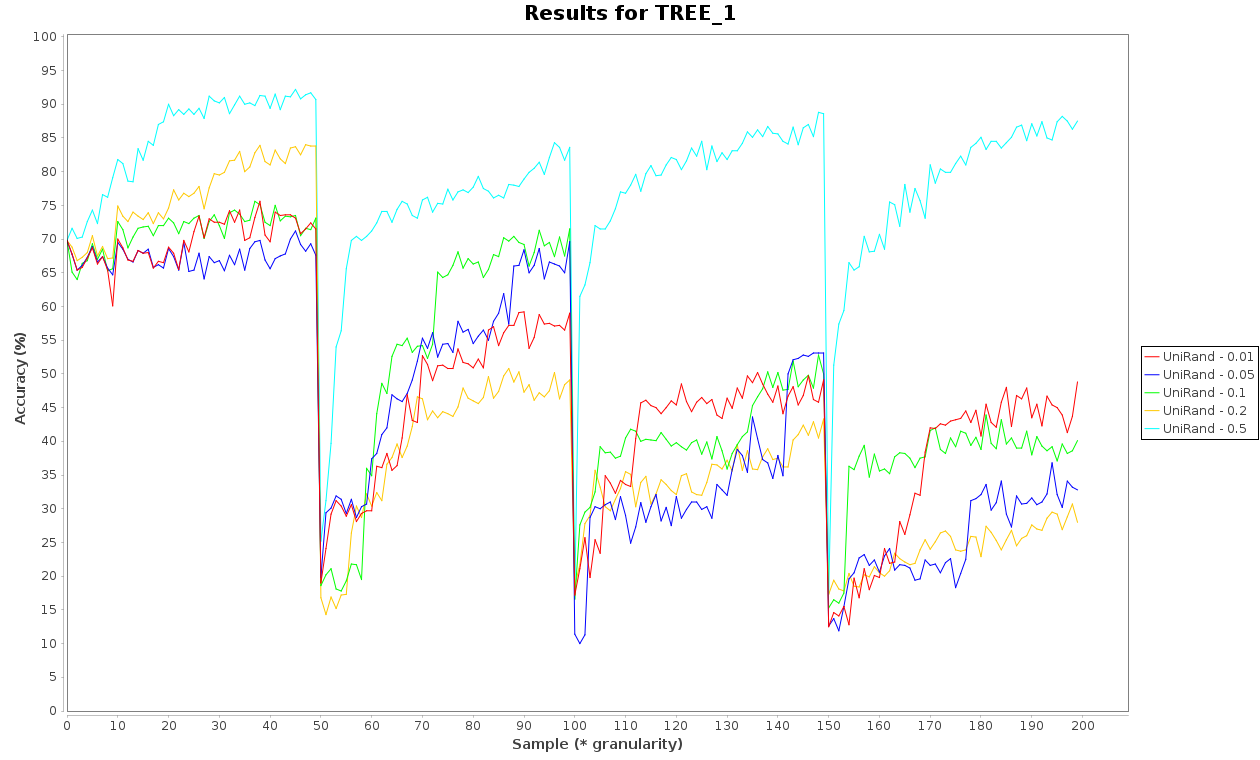 Results for TREE_1
Accuracy (%)
100
95
90
85
80
75
70
65
60
55
50
45
40
35
30
25
20
15
10
5
0
0 10 20 30 40 50 60 70 80 90 100 110 120 130 140 150 160 170 180 190 200
Sample (* granularity)
UniRand - 0.01
UniRand - 0.05
UniRand - 0.1
UniRand - 0.2
UniRand - 0.5